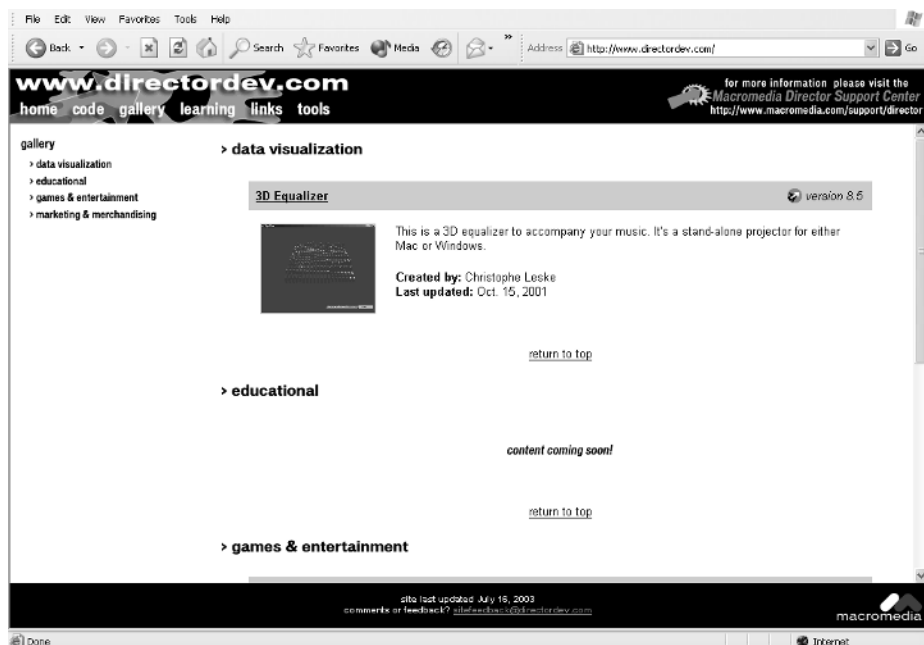 File Edit View Favorites Tools Help
Back Search Favorites Media » Address http://www.directordev.com/ Go
www.directordev.com
home code gallery learning links tools
for more information please visit the
Macromedia Director Support Center
http://www.macromedia.com/support/director
gallery
› data visualization
› educational
› games & entertainment
› marketing & merchandising
› data visualization
3D Equalizer version 8.5
This is a 3D equalizer to accompany your music. It's a stand-alone projector for either
Mac or Windows.
Created by: Christophe Leske
Last updated: Oct. 15, 2001
return to top
› educational
content coming soon!
return to top
› games & entertainment
site last updated July 16, 2003
comments or feedback? sitefeedback@directordev.com
macromedia
Done Internet